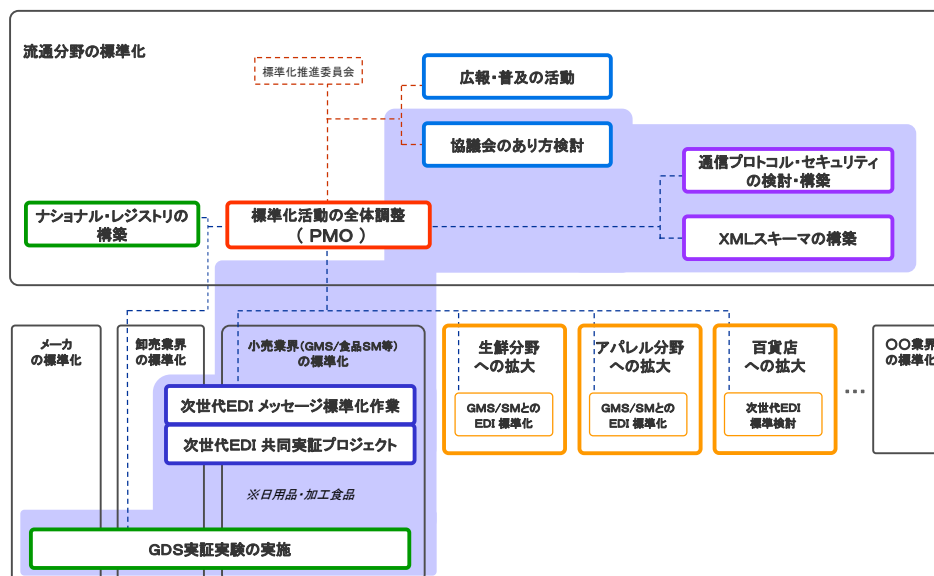 流通分野の標準化
標準化推進委員会
広報・普及の活動
協議会のあり方検討
通信プロトコル・セキュリティ
の検討・構築
ナショナル・レジストリの
構築
標準化活動の全体調整
（ PMO ）
XMLスキーマの構築
メーカ
の標準化
卸売業界
の標準化
小売業界（GMS/食品SM等）
の標準化
生鮮分野
への拡大
アパレル分野
への拡大
百貨店
への拡大
〇〇業界
の標準化
次世代EDI メッセージ標準化作業
GMS/SMとの
EDI 標準化
GMS/SMとの
EDI 標準化
次世代EDI
標準検討
…
次世代EDI 共同実証プロジェクト
※日用品・加工食品
GDS実証実験の実施